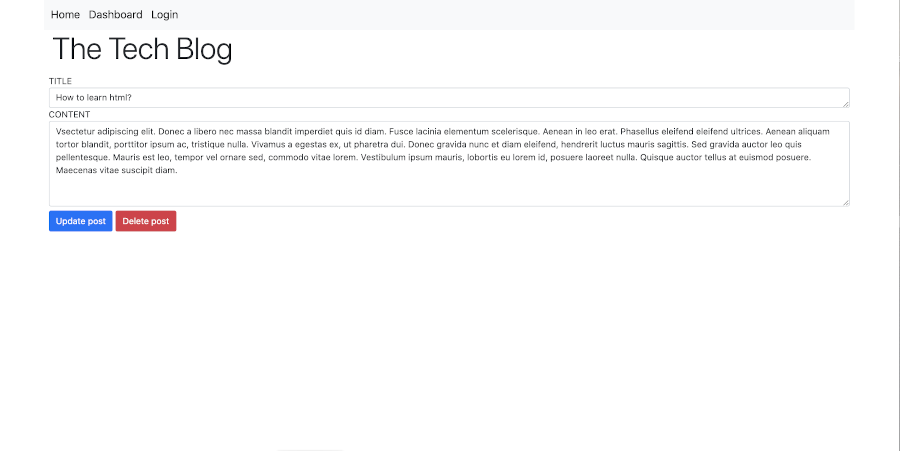 Home Dashboard Login
The Tech Blog
TITLE
How to learn html?
CONTENT
Vsectetur adipiscing elit. Donec a libero nec massa blandit imperdiet quis id diam. Fusce lacinia elementum scelerisque. Aenean in leo erat. Phasellus eleifend eleifend ultrices. Aenean aliquam
tortor blandit, porttitor ipsum ac, tristique nulla. Vivamus a egestas ex, ut pharetra dui. Donec gravida nunc et diam eleifend, hendrerit luctus mauris sagittis. Sed gravida auctor leo quis
pellentesque. Mauris est leo, tempor vel ornare sed, commodo vitae lorem. Vestibulum ipsum mauris, lobortis eu lorem id, posuere laoreet nulla. Quisque auctor tellus at euismod posuere.
Maecenas vitae suscipit diam.
Update post Delete post